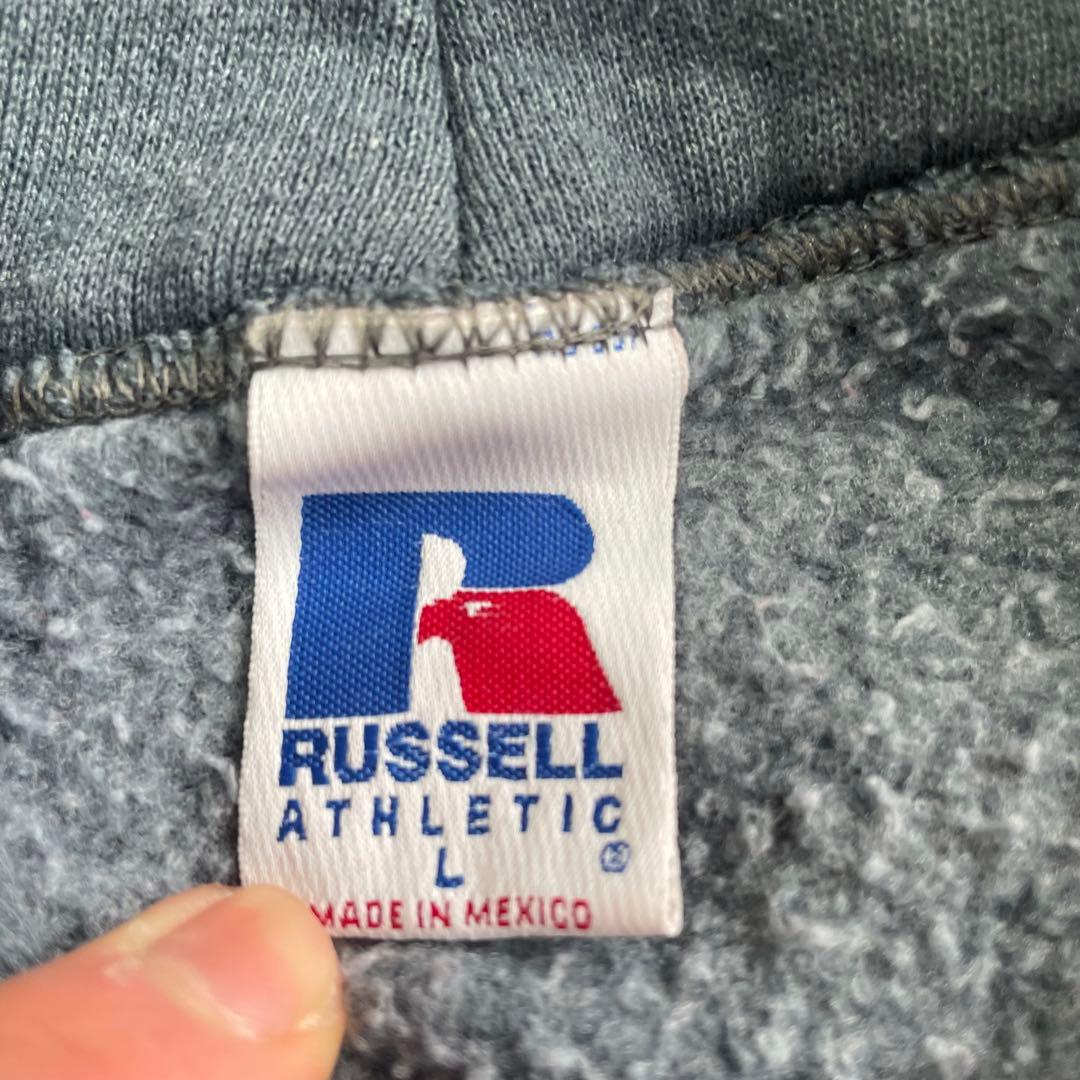 RUSSELL
ATHLETIC
L ®
MADE IN MEXICO